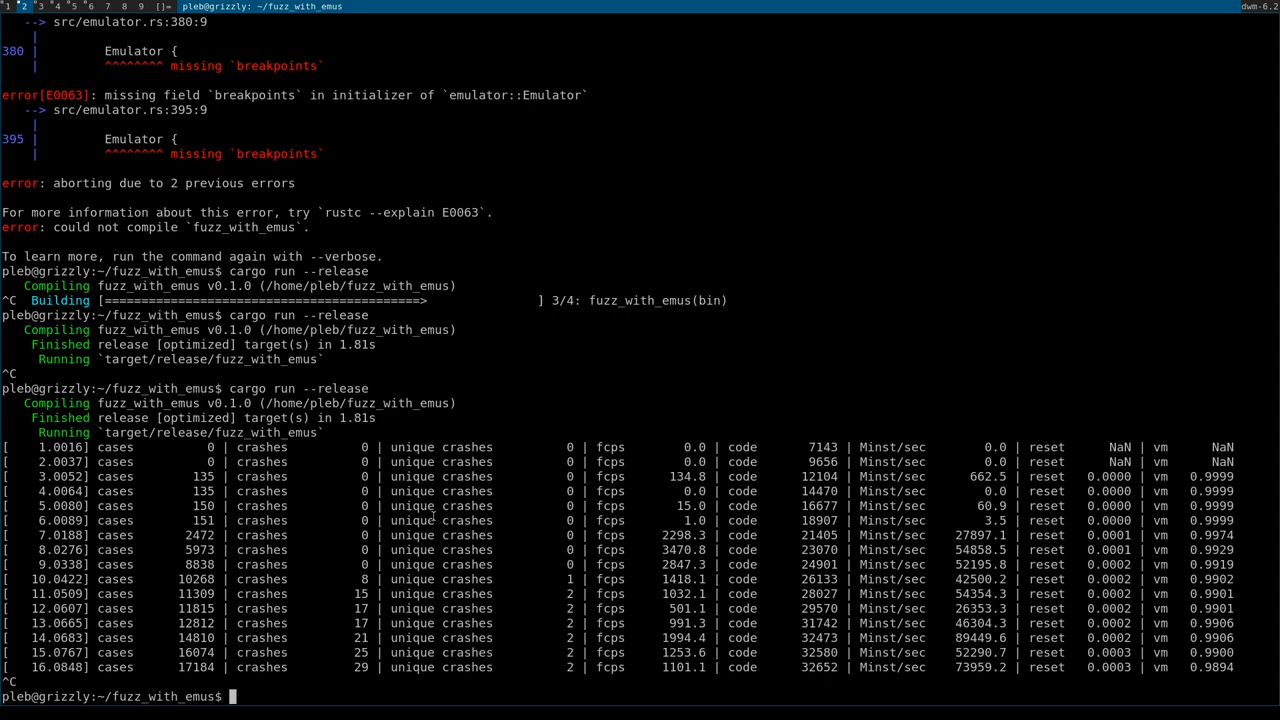 1 2 3 4 5 6 7 8 9 []= pleb@grizzly: ~/fuzz_with_emus dwm-6.2
--> src/emulator.rs:380:9
|
380 | Emulator {
| ^^^^^^^^ missing `breakpoints`
error[E0063]: missing field `breakpoints` in initializer of `emulator::Emulator`
--> src/emulator.rs:395:9
|
395 | Emulator {
| ^^^^^^^^ missing `breakpoints`
error: aborting due to 2 previous errors
For more information about this error, try `rustc --explain E0063`.
error: could not compile `fuzz_with_emus`.
To learn more, run the command again with --verbose.
pleb@grizzly:~/fuzz_with_emus$ cargo run --release
Compiling fuzz_with_emus v0.1.0 (/home/pleb/fuzz_with_emus)
^C Building [===========================================> ] 3/4: fuzz_with_emus(bin)
pleb@grizzly:~/fuzz_with_emus$ cargo run --release
Compiling fuzz_with_emus v0.1.0 (/home/pleb/fuzz_with_emus)
Finished release [optimized] target(s) in 1.81s
Running `target/release/fuzz_with_emus`
^C
pleb@grizzly:~/fuzz_with_emus$ cargo run --release
Compiling fuzz_with_emus v0.1.0 (/home/pleb/fuzz_with_emus)
Finished release [optimized] target(s) in 1.81s
Running `target/release/fuzz_with_emus`
[ 1.0016] cases 0 | crashes 0 | unique crashes 0 | fcps 0.0 | code 7143 | Minst/sec 0.0 | reset NaN | vm NaN
[ 2.0037] cases 0 | crashes 0 | unique crashes 0 | fcps 0.0 | code 9656 | Minst/sec 0.0 | reset NaN | vm NaN
[ 3.0052] cases 135 | crashes 0 | unique crashes 0 | fcps 134.8 | code 12104 | Minst/sec 662.5 | reset 0.0000 | vm 0.9999
[ 4.0064] cases 135 | crashes 0 | unique crashes 0 | fcps 0.0 | code 14470 | Minst/sec 0.0 | reset 0.0000 | vm 0.9999
[ 5.0080] cases 150 | crashes 0 | unique crashes 0 | fcps 15.0 | code 16677 | Minst/sec 60.9 | reset 0.0000 | vm 0.9999
[ 6.0089] cases 151 | crashes 0 | unique crashes 0 | fcps 1.0 | code 18907 | Minst/sec 3.5 | reset 0.0000 | vm 0.9999
[ 7.0188] cases 2472 | crashes 0 | unique crashes 0 | fcps 2298.3 | code 21405 | Minst/sec 27897.1 | reset 0.0001 | vm 0.9974
[ 8.0276] cases 5973 | crashes 0 | unique crashes 0 | fcps 3470.8 | code 23070 | Minst/sec 54858.5 | reset 0.0002 | vm 0.9929
[ 9.0338] cases 8838 | crashes 0 | unique crashes 0 | fcps 2847.3 | code 24901 | Minst/sec 52195.8 | reset 0.0002 | vm 0.9919
[ 10.0422] cases 10268 | crashes 8 | unique crashes 1 | fcps 1418.1 | code 26133 | Minst/sec 42500.2 | reset 0.0002 | vm 0.9902
[ 11.0509] cases 11309 | crashes 15 | unique crashes 2 | fcps 1032.1 | code 28027 | Minst/sec 54354.3 | reset 0.0002 | vm 0.9901
[ 12.0607] cases 11815 | crashes 17 | unique crashes 2 | fcps 501.1 | code 29570 | Minst/sec 26353.3 | reset 0.0002 | vm 0.9901
[ 13.0665] cases 12812 | crashes 17 | unique crashes 2 | fcps 991.3 | code 31742 | Minst/sec 46304.3 | reset 0.0002 | vm 0.9906
[ 14.0683] cases 14810 | crashes 21 | unique crashes 2 | fcps 1994.4 | code 32473 | Minst/sec 89449.6 | reset 0.0002 | vm 0.9906
[ 15.0767] cases 16074 | crashes 25 | unique crashes 2 | fcps 1253.6 | code 32580 | Minst/sec 52290.7 | reset 0.0003 | vm 0.9900
[ 16.0848] cases 17184 | crashes 29 | unique crashes 2 | fcps 1101.1 | code 32652 | Minst/sec 73959.2 | reset 0.0003 | vm 0.9894
^C
pleb@grizzly:~/fuzz_with_emus$